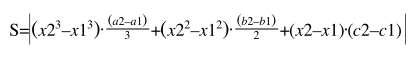 S=|(x2³–x1³)·(a2–a1)/3+(x2²–x1²)·(b2–b1)/2+(x2–x1)·(c2–c1)|